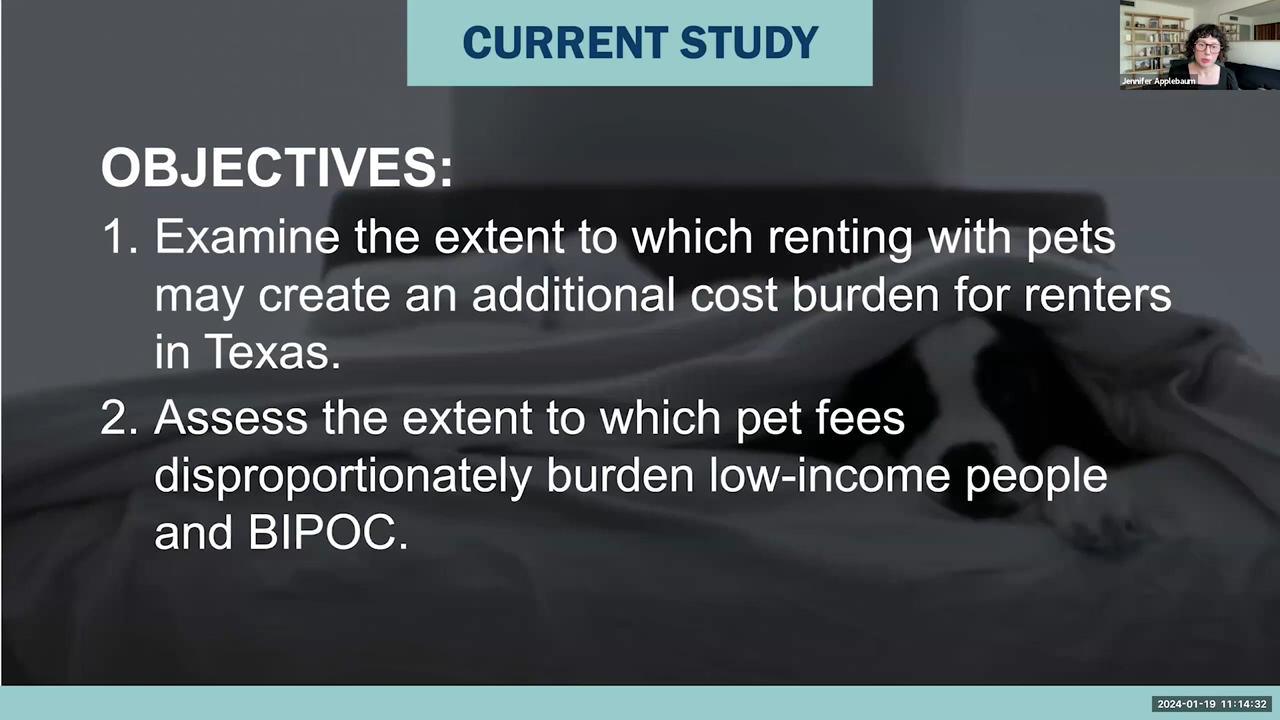 CURRENT STUDY
Jennifer Applebaum
OBJECTIVES:
1. Examine the extent to which renting with pets
may create an additional cost burden for renters
in Texas.
2. Assess the extent to which pet fees
disproportionately burden low-income people
and BIPOC.
2024-01-19 11:14:32